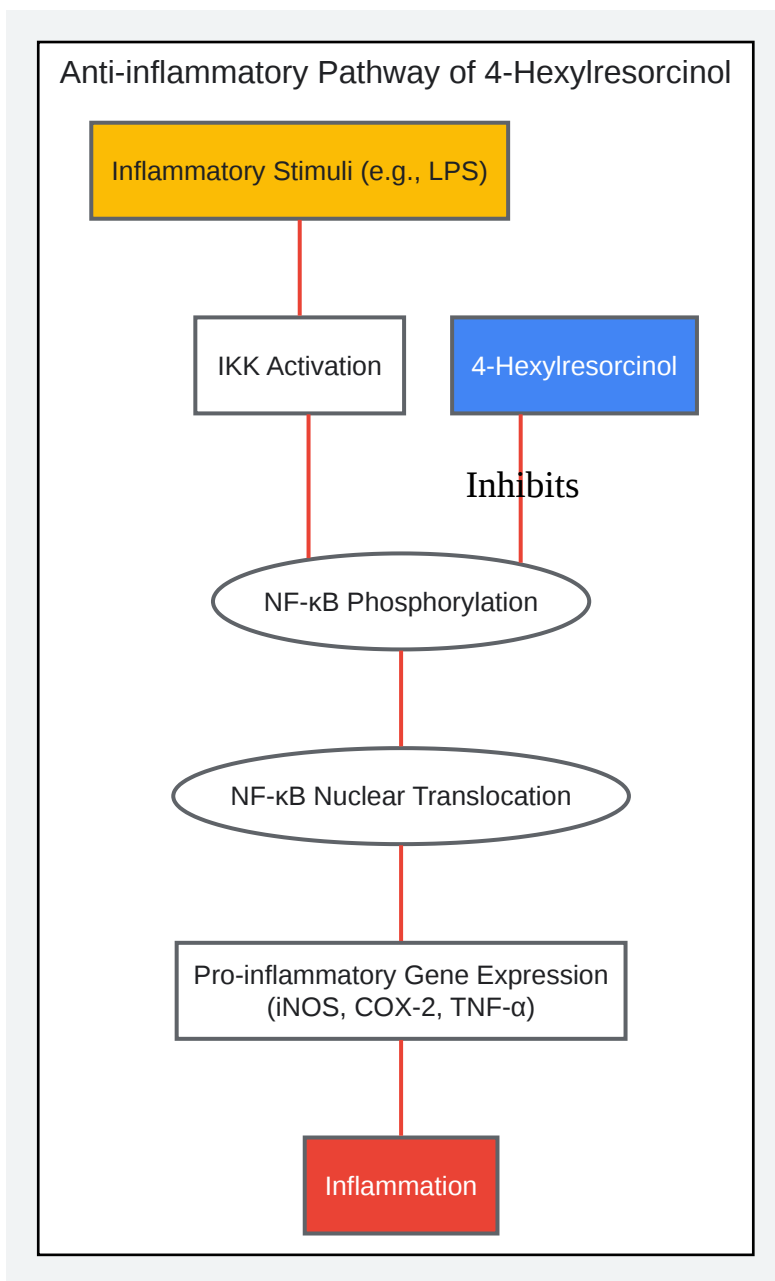 Anti-inflammatory Pathway of 4-Hexylresorcinol
Inflammatory Stimuli (e.g., LPS)
IKK Activation
4-Hexylresorcinol
Inhibits
NF-κB Phosphorylation
NF-κB Nuclear Translocation
Pro-inflammatory Gene Expression
(iNOS, COX-2, TNF-α)
Inflammation